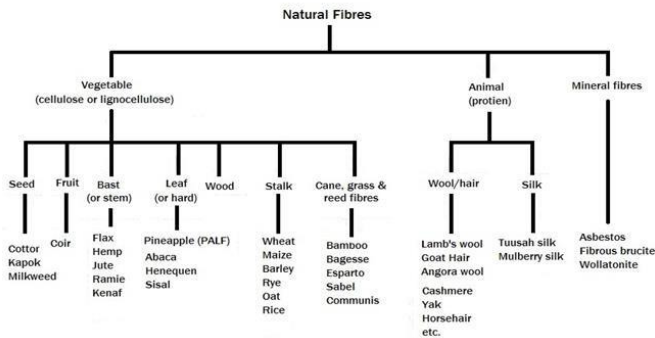 Natural Fibres
Vegetable
(cellulose or lignocellulose)
Animal
(protien)
Mineral fibres
Seed
Fruit
Bast
(or stem)
Leaf
(or hard)
Wood
Stalk
Cane, grass &
reed fibres
Wool/hair
Silk
Cottor
Kapok
Milkweed
Coir
Flax
Hemp
Jute
Ramie
Kenaf
Pineapple (PALF)
Abaca
Henequen
Sisal
Wheat
Maize
Barley
Rye
Oat
Rice
Bamboo
Bagesse
Esparto
Sabel
Communis
Lamb's wool
Goat Hair
Angora wool
Cashmere
Yak
Horsehair
etc.
Tuusah silk
Mulberry silk
Asbestos
Fibrous brucite
Wollatonite